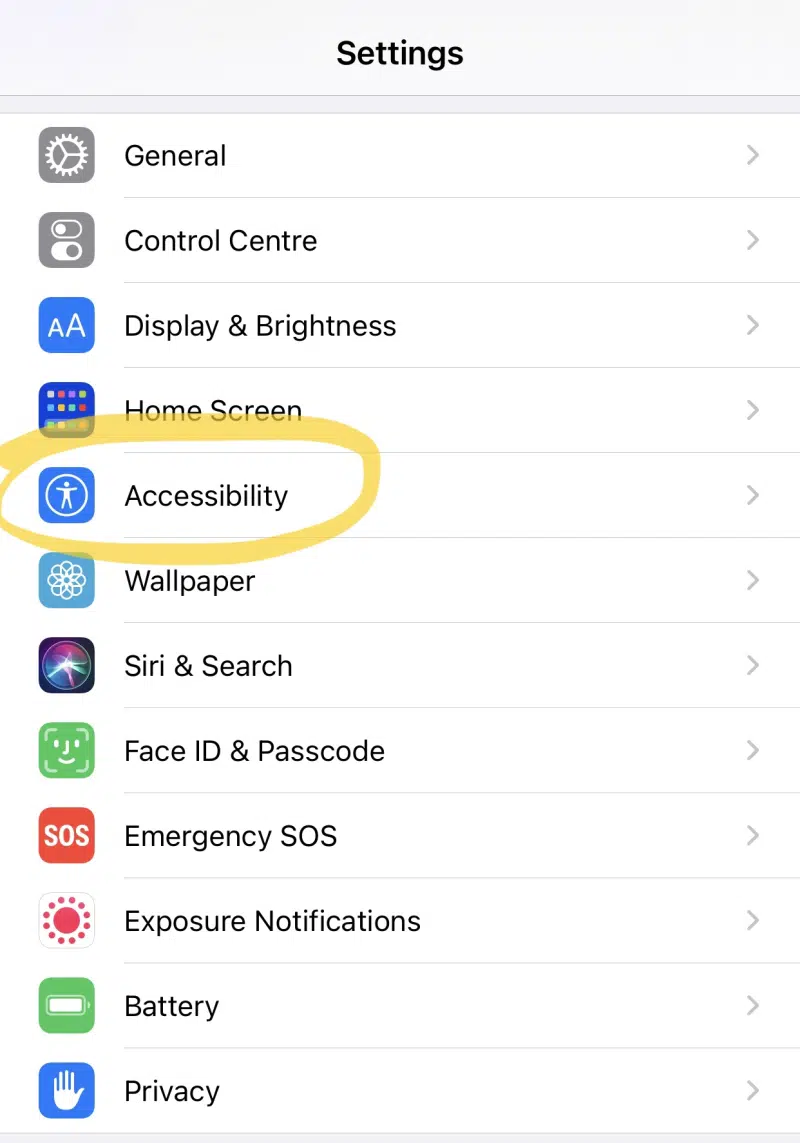 Settings
General
Control Centre
AA Display & Brightness
Home Screen
Accessibility
Wallpaper
Siri & Search
Face ID & Passcode
SOS Emergency SOS
Exposure Notifications
Battery
Privacy